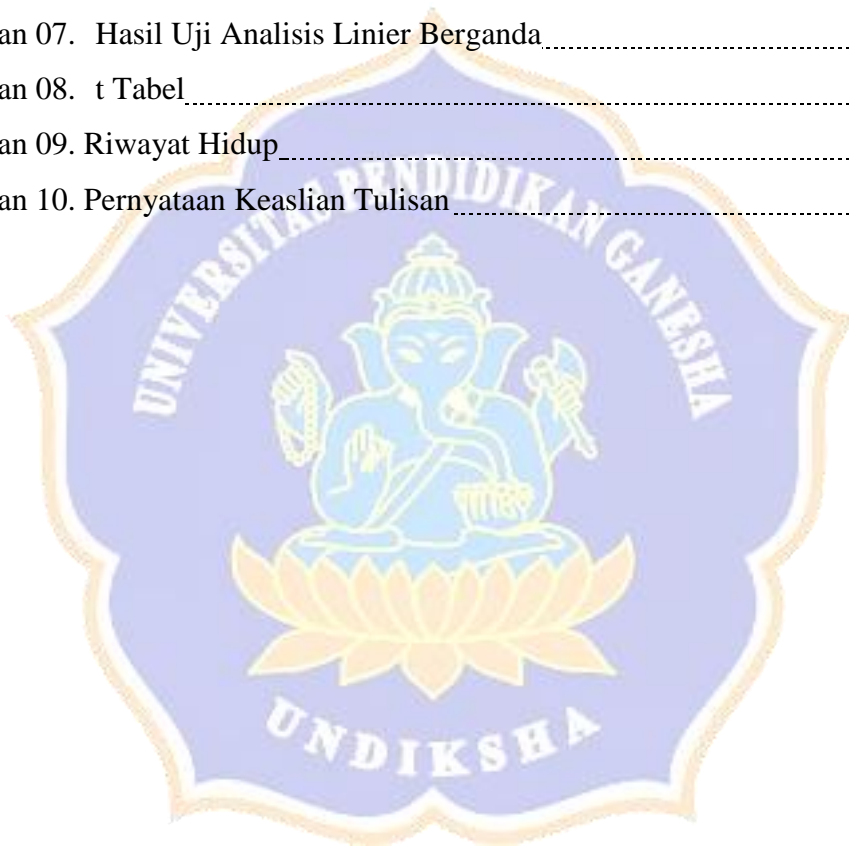 an 07. Hasil Uji Analisis Linier Berganda
an 08. t Tabel
an 09. Riwayat Hidup
an 10. Pernyataan Keaslian Tulisan
UNIVERSITAS PENDIDIKAN GANESHA
UNDIKSHA